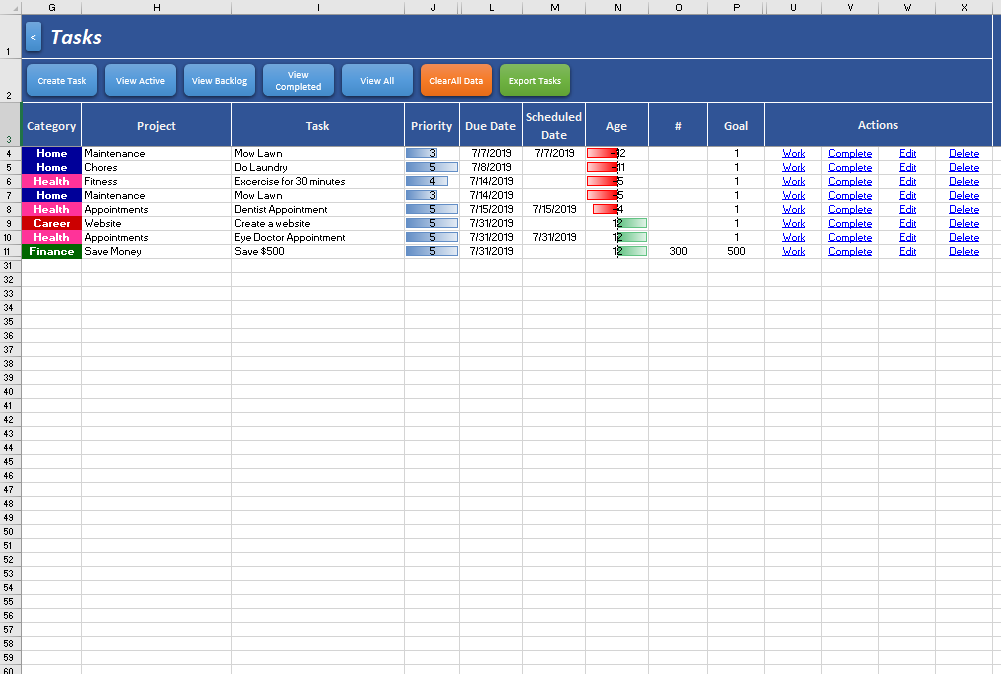 G H I J L M N O P U V W X
1 < Tasks
2 Create Task View Active View Backlog View Completed View All ClearAll Data Export Tasks
3 Category Project Task Priority Due Date Scheduled Date Age # Goal Actions
4 Home Maintenance Mow Lawn 3 7/7/2019 7/7/2019 -12 1 Work Complete Edit Delete
5 Home Chores Do Laundry 5 7/8/2019 -11 1 Work Complete Edit Delete
6 Health Fitness Excercise for 30 minutes 4 7/14/2019 -5 1 Work Complete Edit Delete
7 Home Maintenance Mow Lawn 3 7/14/2019 -5 1 Work Complete Edit Delete
8 Health Appointments Dentist Appointment 5 7/15/2019 7/15/2019 -4 1 Work Complete Edit Delete
9 Career Website Create a website 5 7/31/2019 12 1 Work Complete Edit Delete
10 Health Appointments Eye Doctor Appointment 5 7/31/2019 7/31/2019 12 1 Work Complete Edit Delete
11 Finance Save Money Save $500 5 7/31/2019 12 300 500 Work Complete Edit Delete
31
32
33
34
35
36
37
38
39
40
41
42
43
44
45
46
47
48
49
50
51
52
53
54
55
56
57
58
59
60